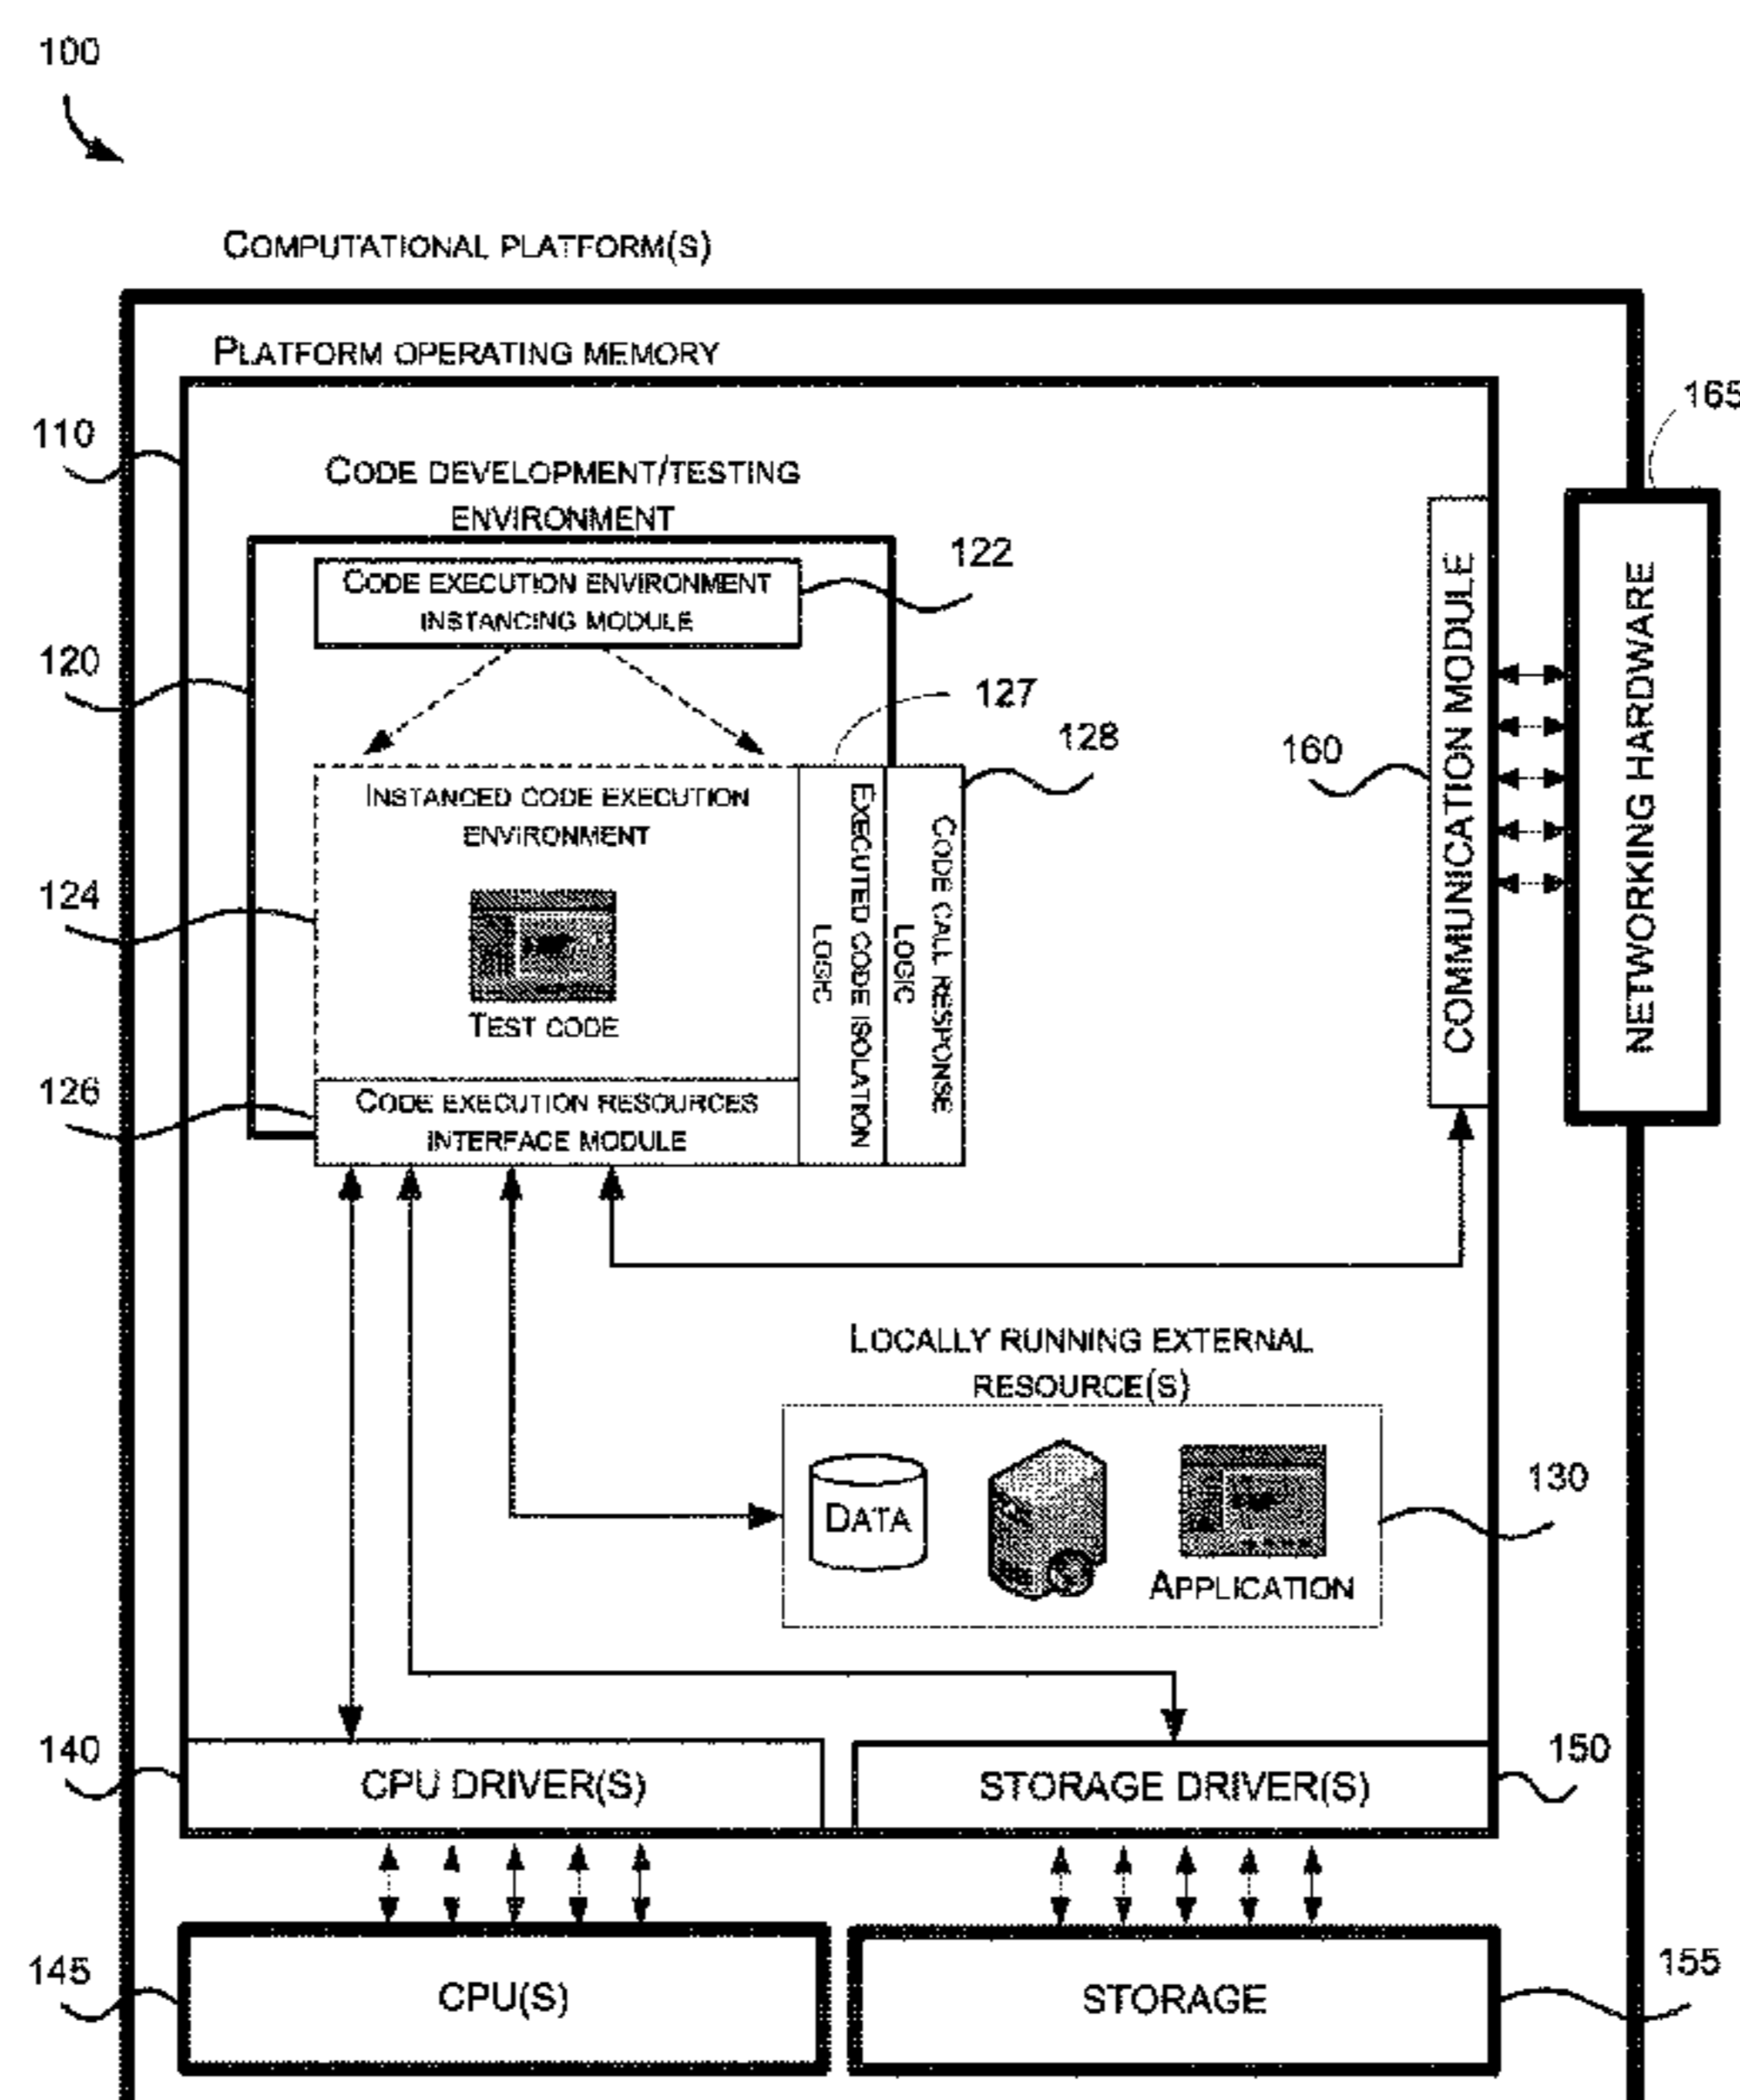 100
COMPUTATIONAL PLATFORM(S)
PLATFORM OPERATING MEMORY
165
110
CODE DEVELOPMENT/TESTING
ENVIRONMENT
122
CODE EXECUTION ENVIRONMENT
INSTANCING MODULE
120
127
128
160
COMMUNICATION MODULE
NETWORKING HARDWARE
INSTANCED CODE EXECUTION
ENVIRONMENT
EXECUTED CODE ISOLATION
LOGIC
CODE CALL RESPONSE
LOGIC
124
TEST CODE
126
CODE EXECUTION RESOURCES
INTERFACE MODULE
LOCALLY RUNNING EXTERNAL
RESOURCE(S)
130
DATA
APPLICATION
140
CPU DRIVER(S)
STORAGE DRIVER(S)
150
145
CPU(S)
STORAGE
155